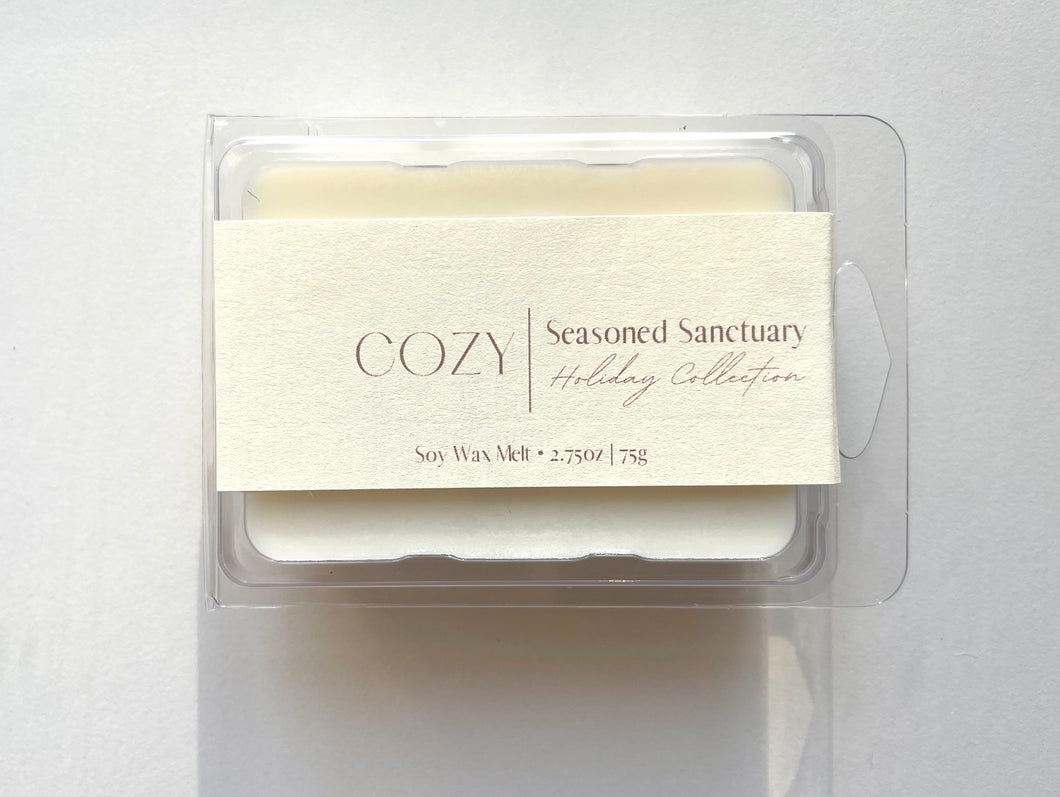 COZY
Seasoned Sanctuary
Holiday Collection
Soy Wax Melt • 2.75oz | 75g